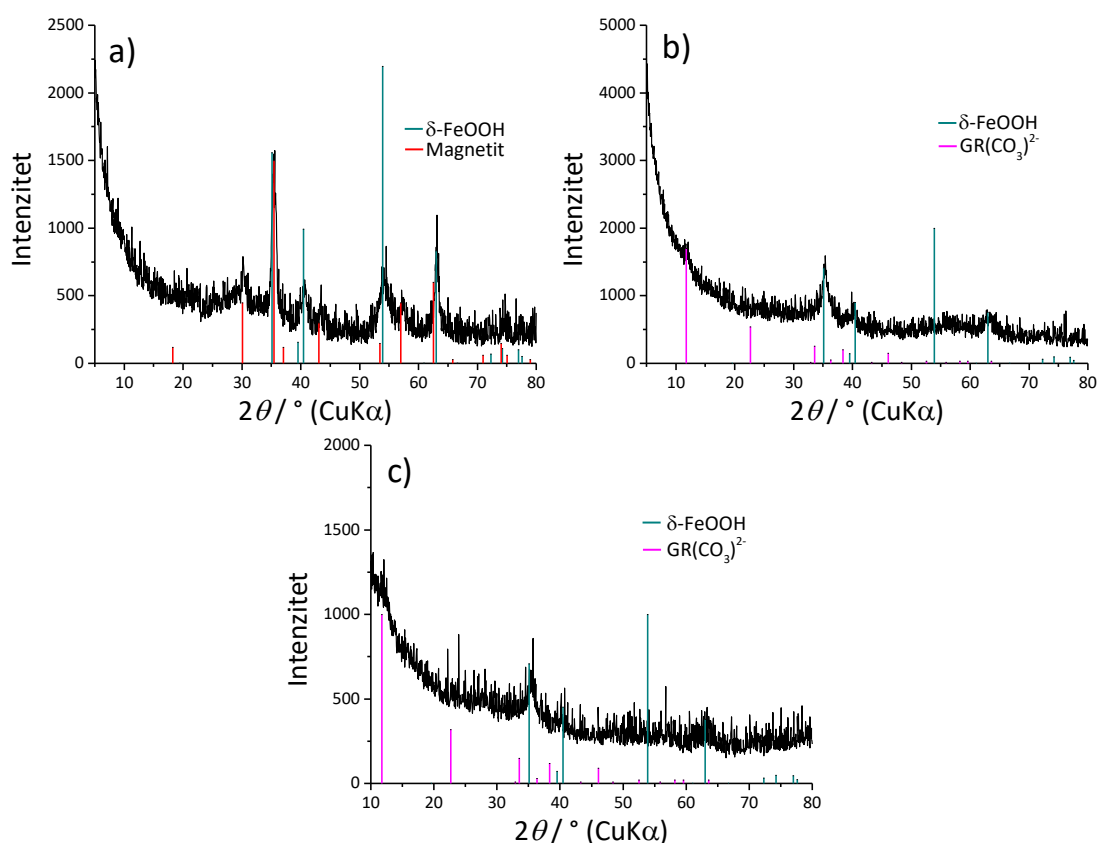 a)
2500
2000
1500
1000
500
0
Intenzitet
δ-FeOOH
Magnetit
10 20 30 40 50 60 70 80
2θ / ° (CuKα)
b)
5000
4000
3000
2000
1000
0
Intenzitet
δ-FeOOH
GR(CO₃)²⁻
10 20 30 40 50 60 70 80
2θ / ° (CuKα)
c)
2000
1500
1000
500
0
Intenzitet
δ-FeOOH
GR(CO₃)²⁻
10 20 30 40 50 60 70 80
2θ / ° (CuKα)